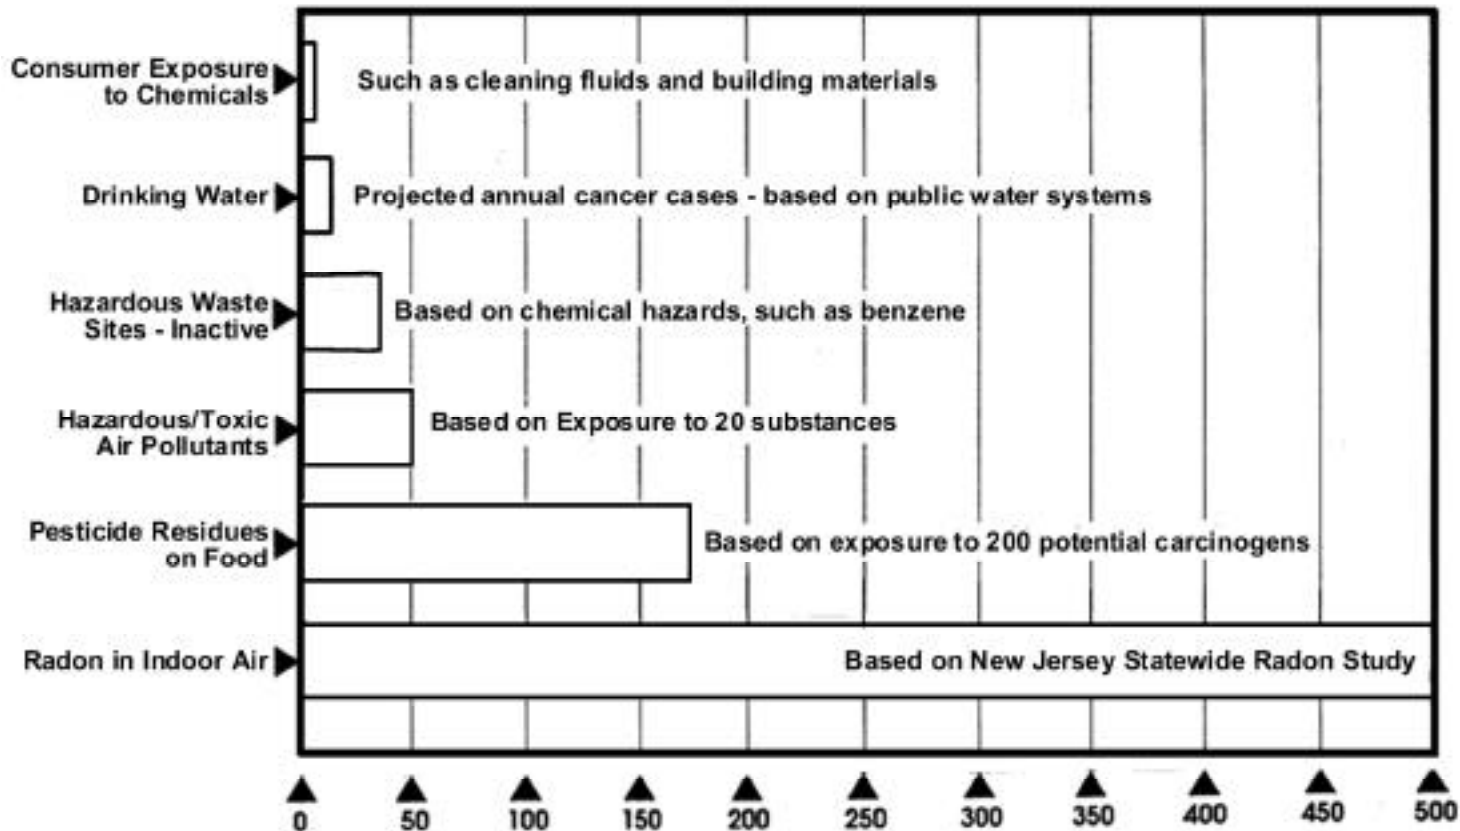 Consumer Exposure
to Chemicals
Such as cleaning fluids and building materials
Drinking Water
Projected annual cancer cases - based on public water systems
Hazardous Waste
Sites - Inactive
Based on chemical hazards, such as benzene
Hazardous/Toxic
Air Pollutants
Based on Exposure to 20 substances
Pesticide Residues
on Food
Based on exposure to 200 potential carcinogens
Radon in Indoor Air
Based on New Jersey Statewide Radon Study
0 50 100 150 200 250 300 350 400 450 500